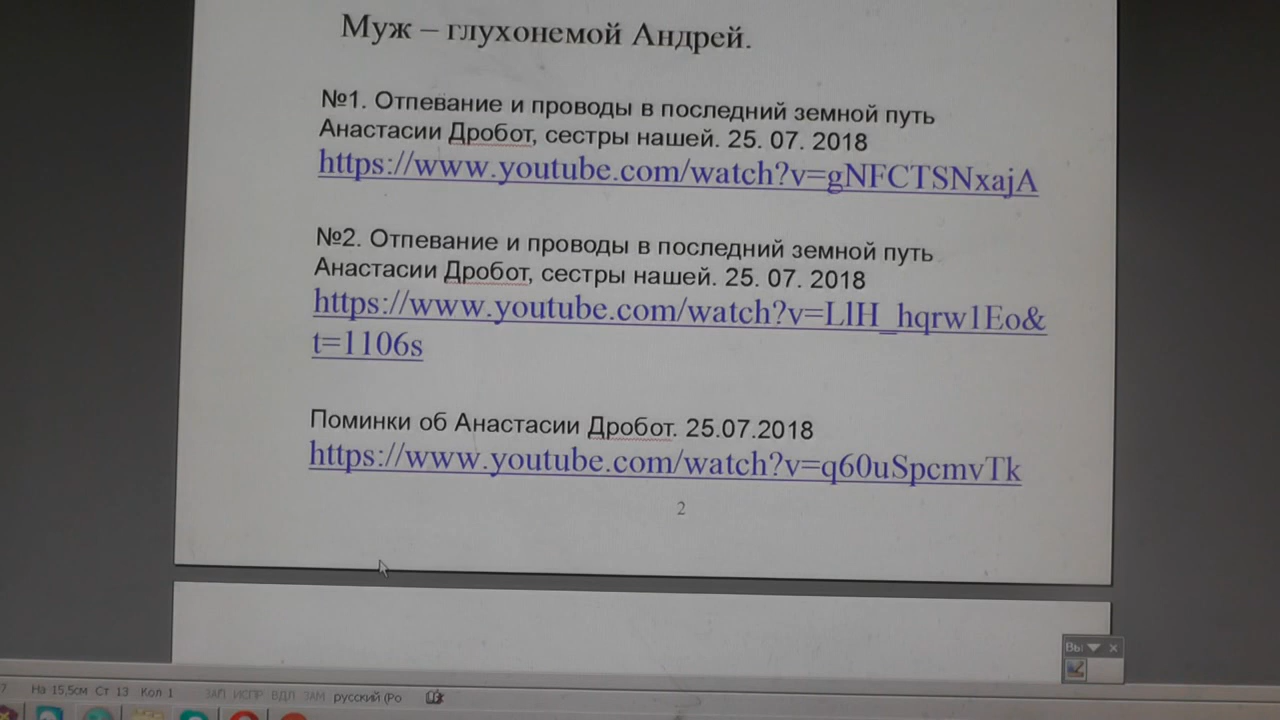 Муж – глухонемой Андрей.
№1. Отпевание и проводы в последний земной путь
Анастасии Дробот, сестры нашей. 25. 07. 2018
https://www.youtube.com/watch?v=gNFCTSNxajA
№2. Отпевание и проводы в последний земной путь
Анастасии Дробот, сестры нашей. 25. 07. 2018
https://www.youtube.com/watch?v=LlH_hqrw1Eo&
t=1106s
Поминки об Анастасии Дробот. 25.07.2018
https://www.youtube.com/watch?v=q60uSpcmvTk
2
Вы
7 На 15,5см Ст 13 Кол 1 ЗАП ИСПР ВДЛ ЗАМ русский (Ро